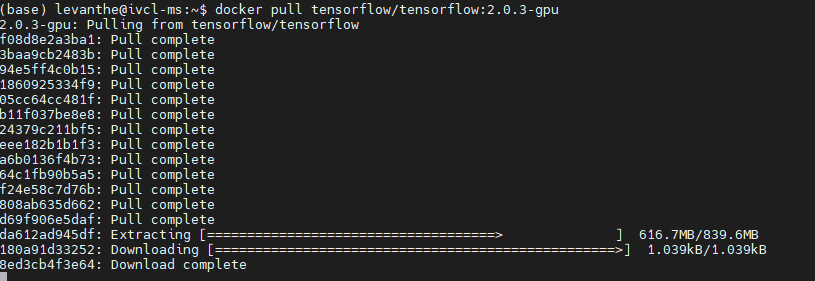 (base) levanthe@ivcl-ms:~$ docker pull tensorflow/tensorflow:2.0.3-gpu
2.0.3-gpu: Pulling from tensorflow/tensorflow
f08d8e2a3ba1: Pull complete
3baa9cb2483b: Pull complete
94e5ff4c0b15: Pull complete
1860925334f9: Pull complete
05cc64cc481f: Pull complete
b11f037be8e8: Pull complete
24379c211bf5: Pull complete
eee182b1b1f3: Pull complete
a6b0136f4b73: Pull complete
64c1fb90b5a5: Pull complete
f24e58c7d76b: Pull complete
808ab635d662: Pull complete
d69f906e5daf: Pull complete
da612ad945df: Extracting [====================================>              ]  616.7MB/839.6MB
180a91d33252: Downloading [==================================================>]  1.039kB/1.039kB
8ed3cb4f3e64: Download complete